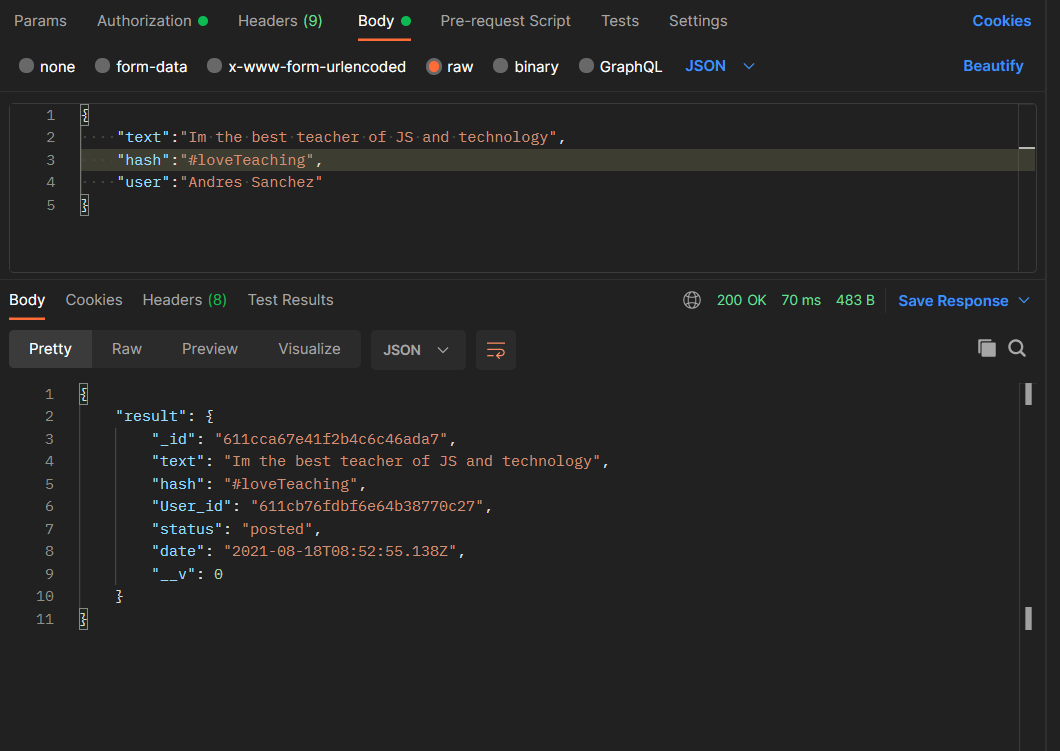 Params Authorization Headers (9) Body Pre-request Script Tests Settings Cookies
none form-data x-www-form-urlencoded raw binary GraphQL JSON Beautify
1 {
2 "text":"Im the best teacher of JS and technology",
3 "hash":"#loveTeaching",
4 "user":"Andres Sanchez"
5 }
Body Cookies Headers (8) Test Results 200 OK 70 ms 483 B Save Response
Pretty Raw Preview Visualize JSON
1 {
2 "result": {
3 "_id": "611cca67e41f2b4c6c46ada7",
4 "text": "Im the best teacher of JS and technology",
5 "hash": "#loveTeaching",
6 "User_id": "611cb76fdbf6e64b38770c27",
7 "status": "posted",
8 "date": "2021-08-18T08:52:55.138Z",
9 "__v": 0
10 }
11 }